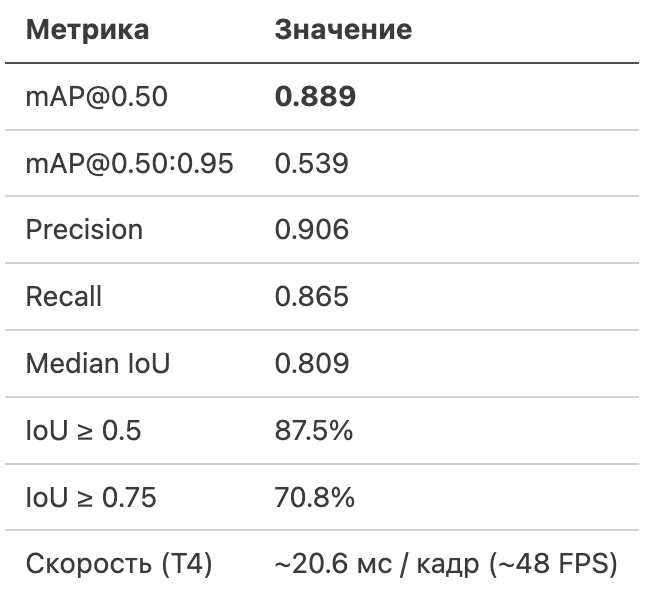 Метрика Значение
mAP@0.50 0.889
mAP@0.50:0.95 0.539
Precision 0.906
Recall 0.865
Median IoU 0.809
IoU ≥ 0.5 87.5%
IoU ≥ 0.75 70.8%
Скорость (T4) ~20.6 мс / кадр (~48 FPS)